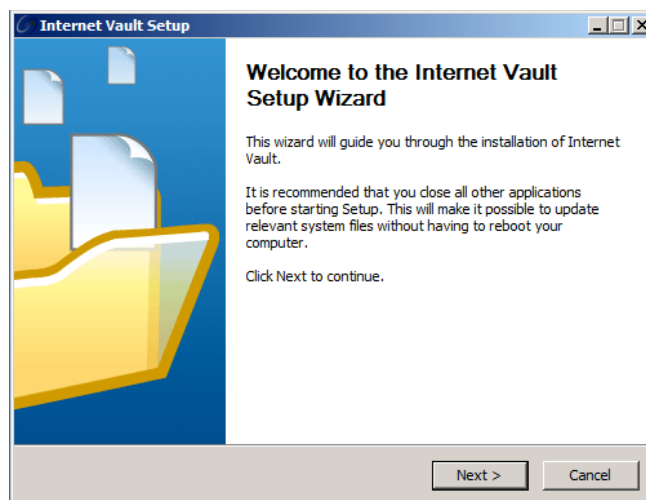 Internet Vault Setup
Welcome to the Internet Vault
Setup Wizard
This wizard will guide you through the installation of Internet
Vault.
It is recommended that you close all other applications
before starting Setup. This will make it possible to update
relevant system files without having to reboot your
computer.
Click Next to continue.
Next >
Cancel